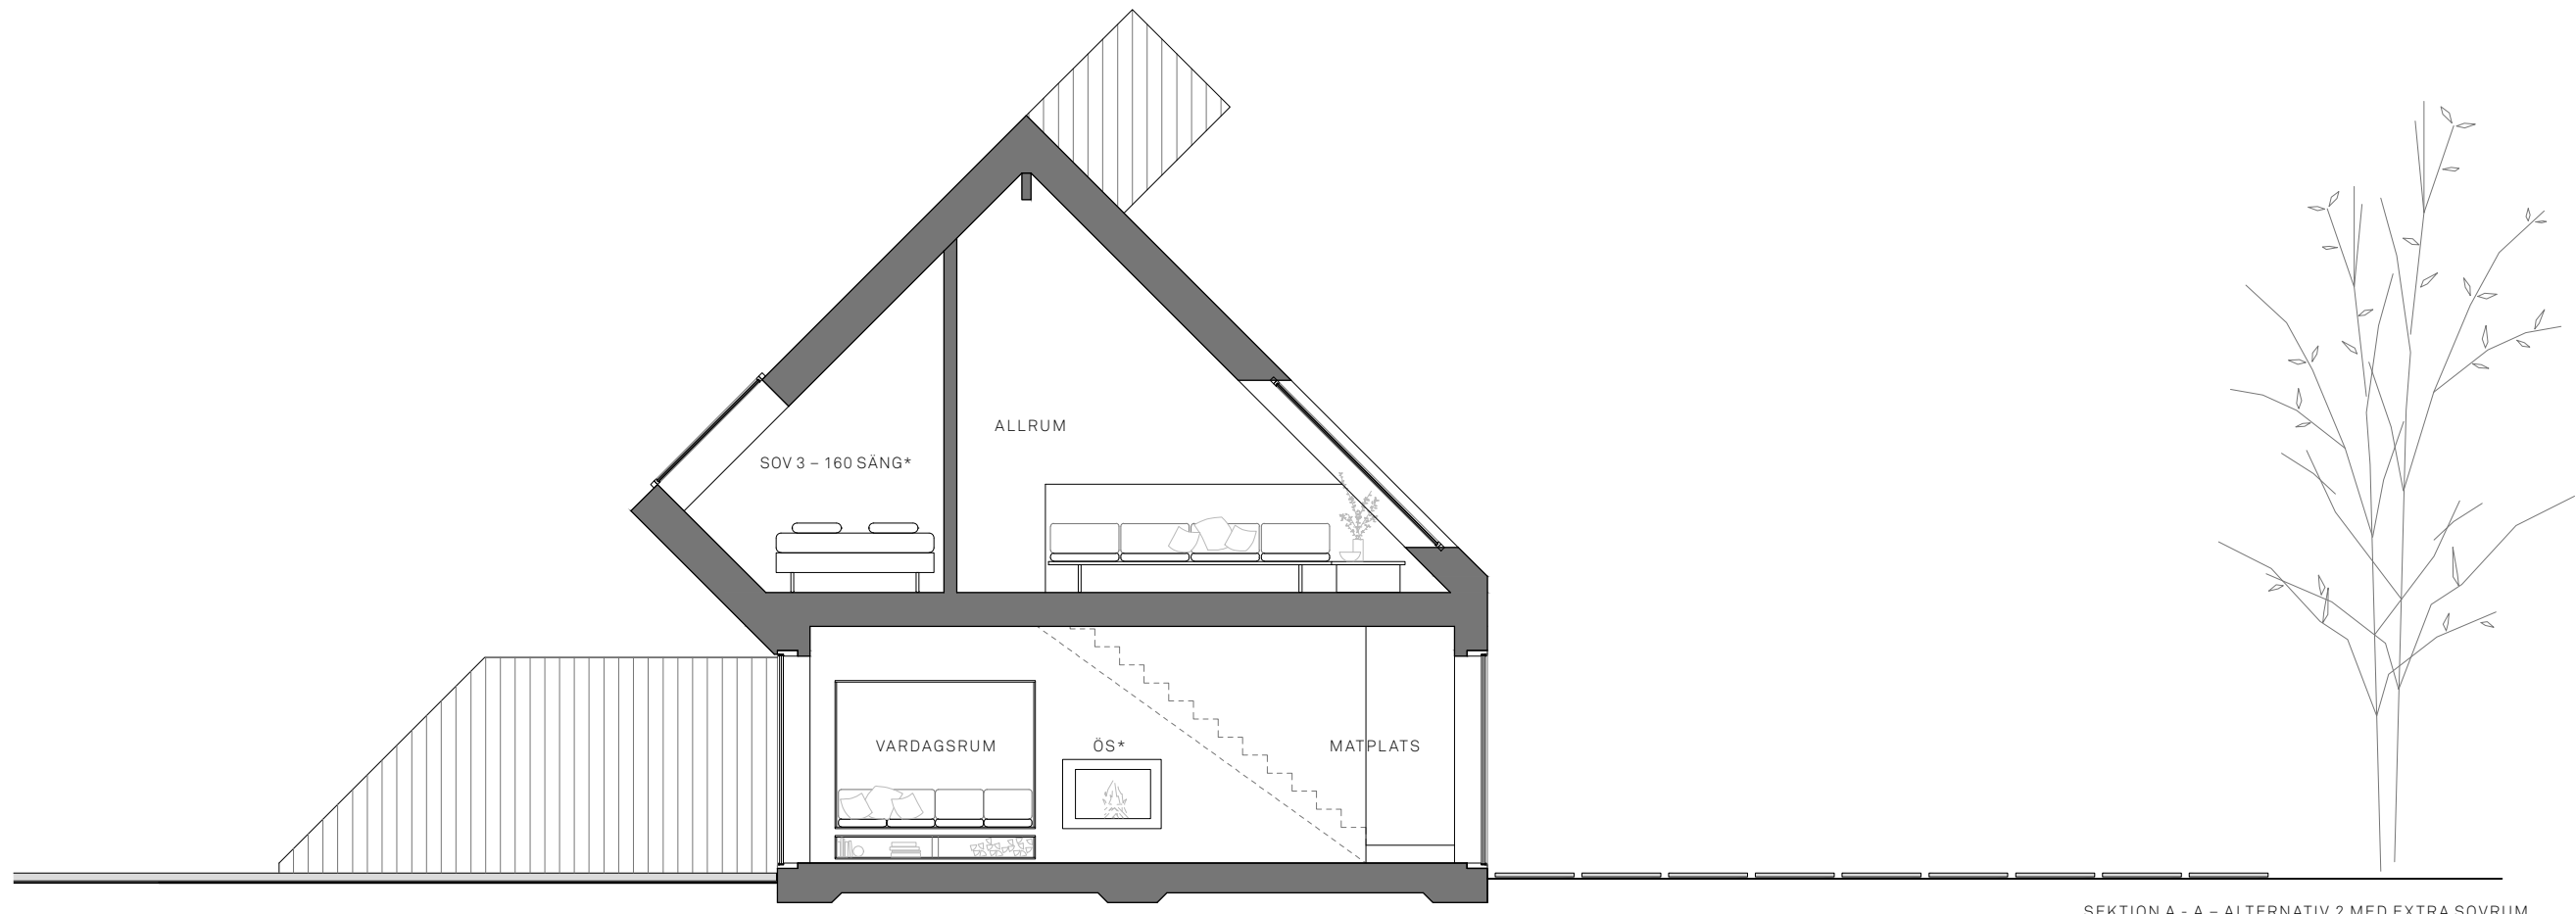 ALLRUM
SOV 3 – 160 SÄNG*
VARDAGSRUM
ÖS*
MATPLATS
SEKTION A - A – ALTERNATIV 2 MED EXTRA SOVRUM